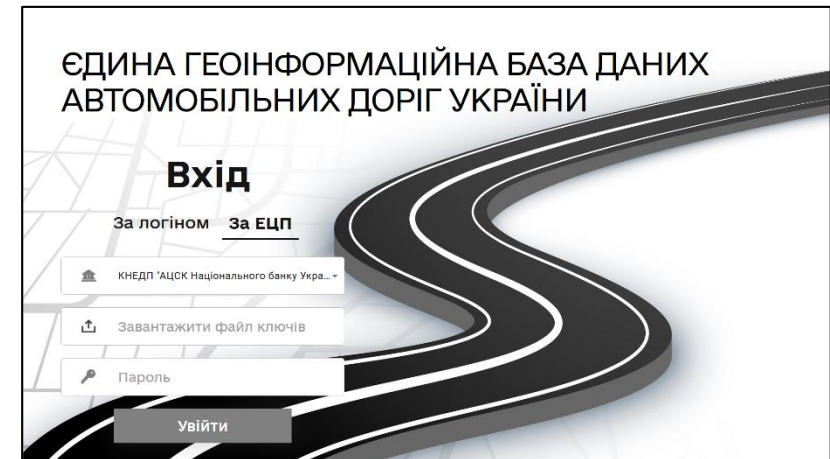 ЄДИНА ГЕОІНФОРМАЦІЙНА БАЗА ДАНИХ
АВТОМОБІЛЬНИХ ДОРІГ УКРАЇНИ
Вхід
За логіном За ЕЦП
КНЕДП "АЦСК Національного банку Укра...
Завантажити файл ключів
Пароль
Увійти